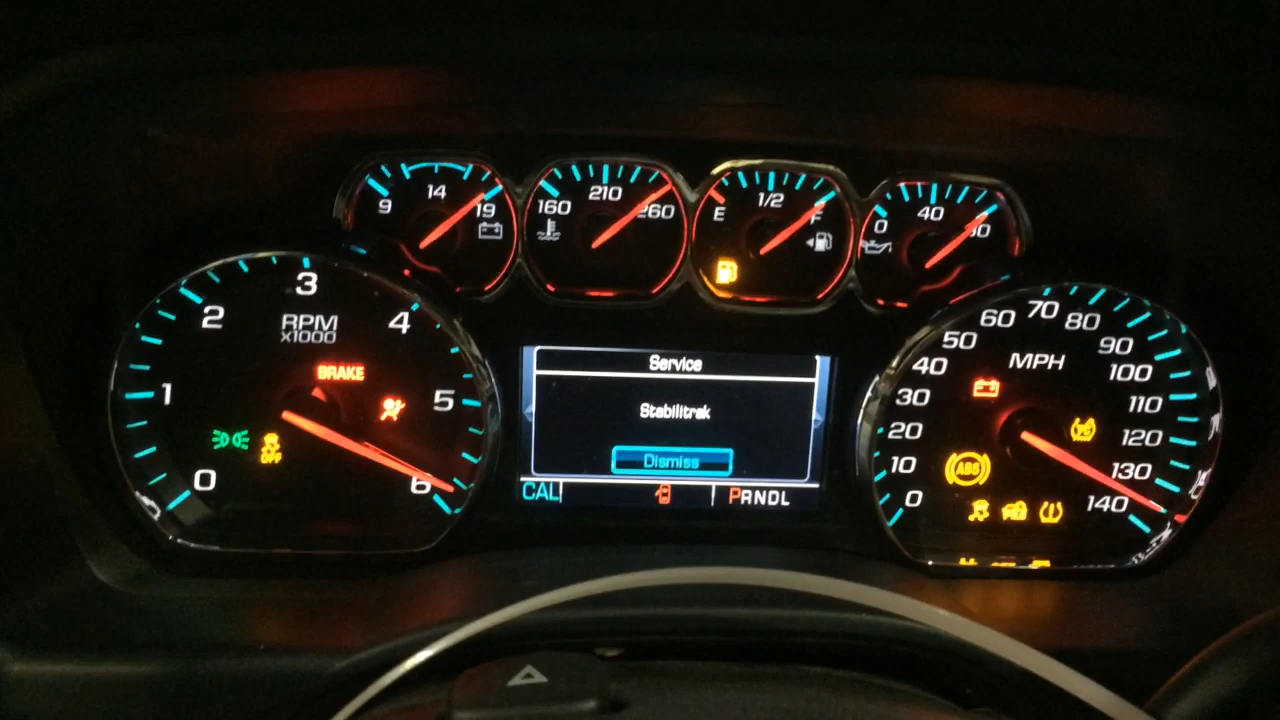 9 14 19
160 210 260
E 1/2 F
0 40 80
0 1 2 3 4 5 6
RPM
x1000
BRAKE
OFF
Service
Stabilitrak
Dismiss
CAL
PRNDL
0 10 20 30 40 50 60 70 80 90 100 110 120 130 140
MPH
ABS